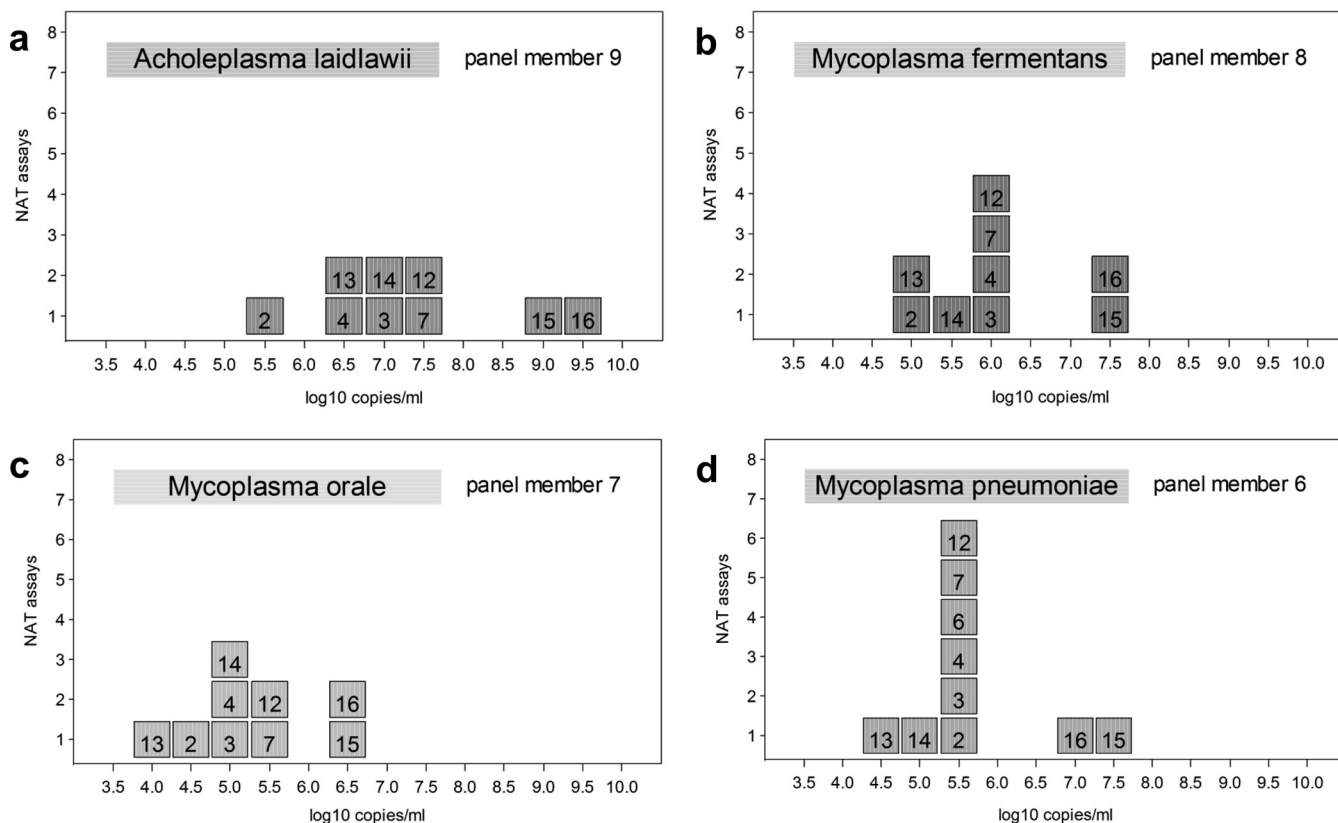 a
Acholeplasma laidlawii panel member 9
NAT assays
8
7
6
5
4
3
2
1
13 14 12
2 4 3 7 15 16
3.5 4.0 4.5 5.0 5.5 6.0 6.5 7.0 7.5 8.0 8.5 9.0 9.5 10.0
log10 copies/ml
b
Mycoplasma fermentans panel member 8
NAT assays
8
7
6
5
4
3
2
1
12
7
13 4 16
2 14 3 15
3.5 4.0 4.5 5.0 5.5 6.0 6.5 7.0 7.5 8.0 8.5 9.0 9.5 10.0
log10 copies/ml
c
Mycoplasma orale panel member 7
NAT assays
8
7
6
5
4
3
2
1
14
4 12 16
13 2 3 7 15
3.5 4.0 4.5 5.0 5.5 6.0 6.5 7.0 7.5 8.0 8.5 9.0 9.5 10.0
log10 copies/ml
d
Mycoplasma pneumoniae panel member 6
NAT assays
8
7
6
5
4
3
2
1
12
7
6
4
3
13 14 2 16 15
3.5 4.0 4.5 5.0 5.5 6.0 6.5 7.0 7.5 8.0 8.5 9.0 9.5 10.0
log10 copies/ml